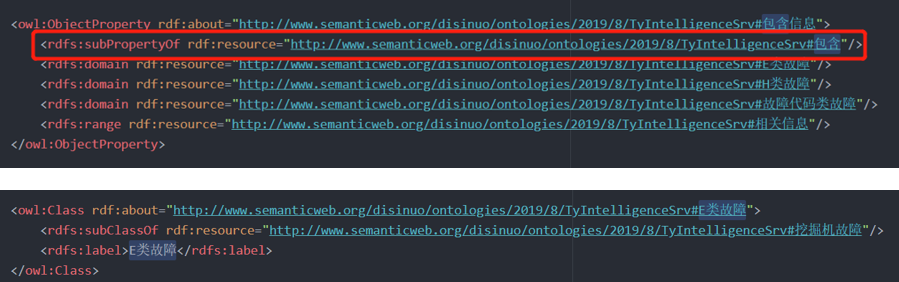 <owl:ObjectProperty rdf:about="http://www.semanticweb.org/disinuo/ontologies/2019/8/TyIntelligenceSrv#包含信息">
<rdfs:subPropertyOf rdf:resource="http://www.semanticweb.org/disinuo/ontologies/2019/8/TyIntelligenceSrv#包含"/>
<rdfs:domain rdf:resource="http://www.semanticweb.org/disinuo/ontologies/2019/8/TyIntelligenceSrv#E类故障"/>
<rdfs:domain rdf:resource="http://www.semanticweb.org/disinuo/ontologies/2019/8/TyIntelligenceSrv#H类故障"/>
<rdfs:domain rdf:resource="http://www.semanticweb.org/disinuo/ontologies/2019/8/TyIntelligenceSrv#故障代码类故障"/>
<rdfs:range rdf:resource="http://www.semanticweb.org/disinuo/ontologies/2019/8/TyIntelligenceSrv#相关信息"/>
</owl:ObjectProperty>
<owl:Class rdf:about="http://www.semanticweb.org/disinuo/ontologies/2019/8/TyIntelligenceSrv#E类故障">
<rdfs:subClassOf rdf:resource="http://www.semanticweb.org/disinuo/ontologies/2019/8/TyIntelligenceSrv#挖掘机故障"/>
<rdfs:label>E类故障</rdfs:label>
</owl:Class>